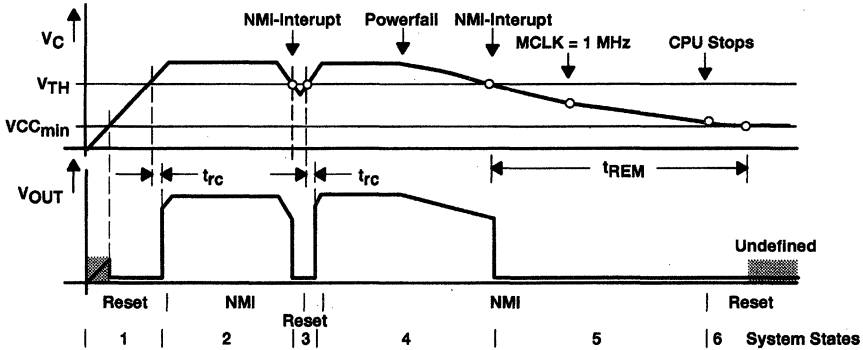 NMI-Interupt Powerfail NMI-Interupt
VC
MCLK = 1 MHz CPU Stops
VTH
VCCmin
trc trc tREM
VOUT
Undefined
Reset NMI Reset NMI Reset
1 2 3 4 5 6 System States